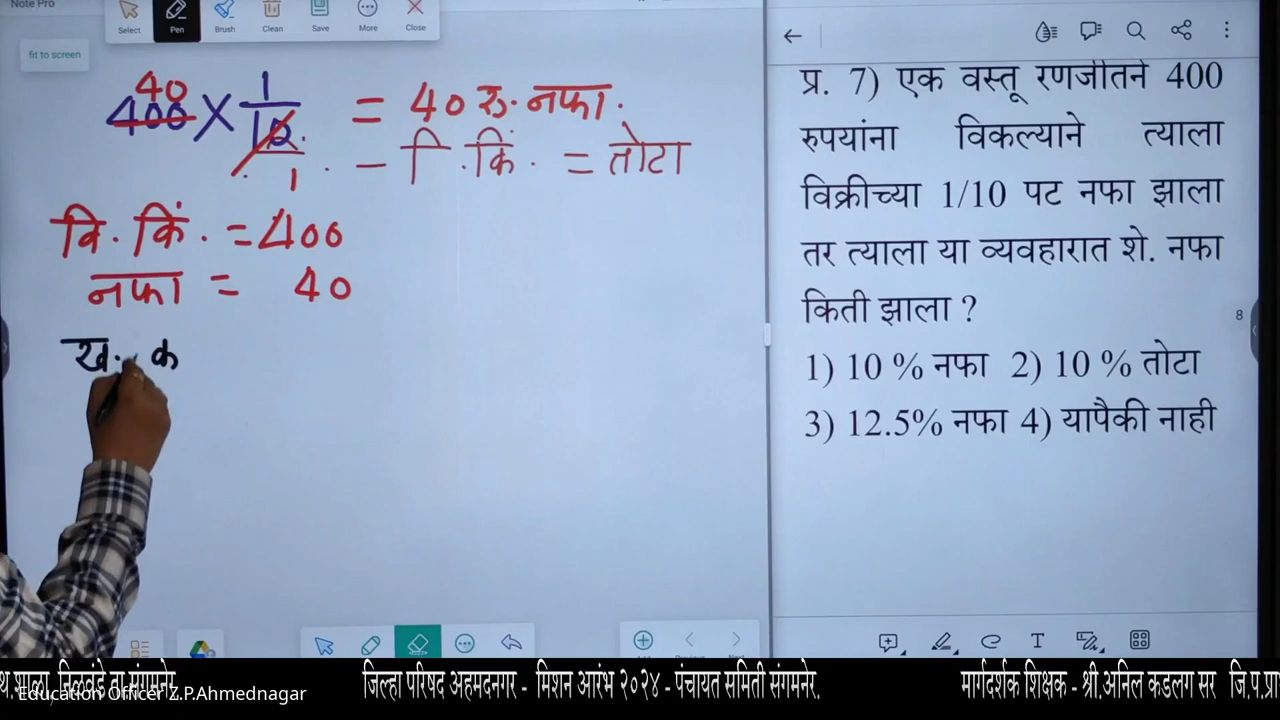 Note Pro
Select Pen Brush Clean Save More Close
fit to screen
40
400 X 1/10 = 40 रु. नफा.
1 . – वि. किं. = तोटा
वि. किं. = 400
नफा = 40
ख. कि
प्र. 7) एक वस्तू रणजीतने 400
रुपयांना विकल्याने त्याला
विक्रीच्या 1/10 पट नफा झाला
तर त्याला या व्यवहारात शे. नफा
किती झाला ?
1) 10 % नफा 2) 10 % तोटा
3) 12.5% नफा 4) यापैकी नाही
8
Education Officer Z.P.Ahmednagar
जिल्हा परिषद अहमदनगर - मिशन आरंभ २०२४ - पंचायत समिती संगमनेर.
मार्गदर्शक शिक्षक - श्री.अनिल कडलग सर जि.प.प्रा